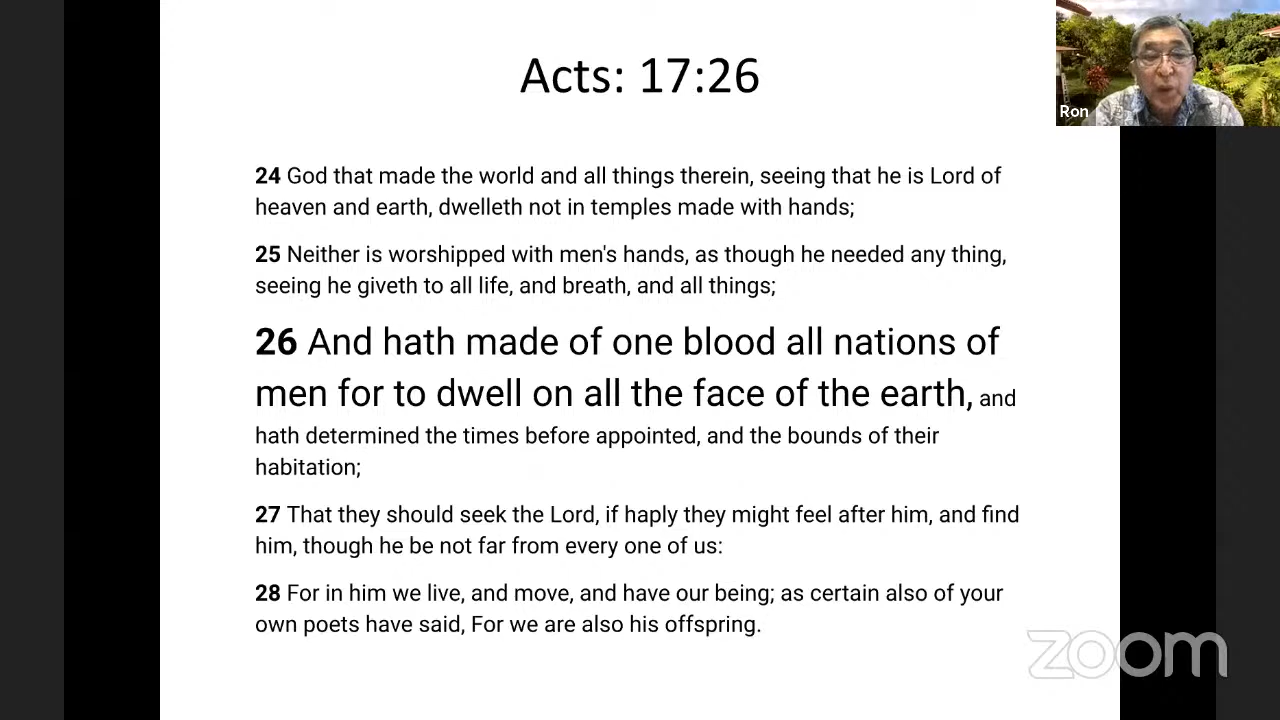 Acts: 17:26
Ron
24 God that made the world and all things therein, seeing that he is Lord of
heaven and earth, dwelleth not in temples made with hands;
25 Neither is worshipped with men's hands, as though he needed any thing,
seeing he giveth to all life, and breath, and all things;
26 And hath made of one blood all nations of
men for to dwell on all the face of the earth, and
hath determined the times before appointed, and the bounds of their
habitation;
27 That they should seek the Lord, if haply they might feel after him, and find
him, though he be not far from every one of us:
28 For in him we live, and move, and have our being; as certain also of your
own poets have said, For we are also his offspring.
zoom